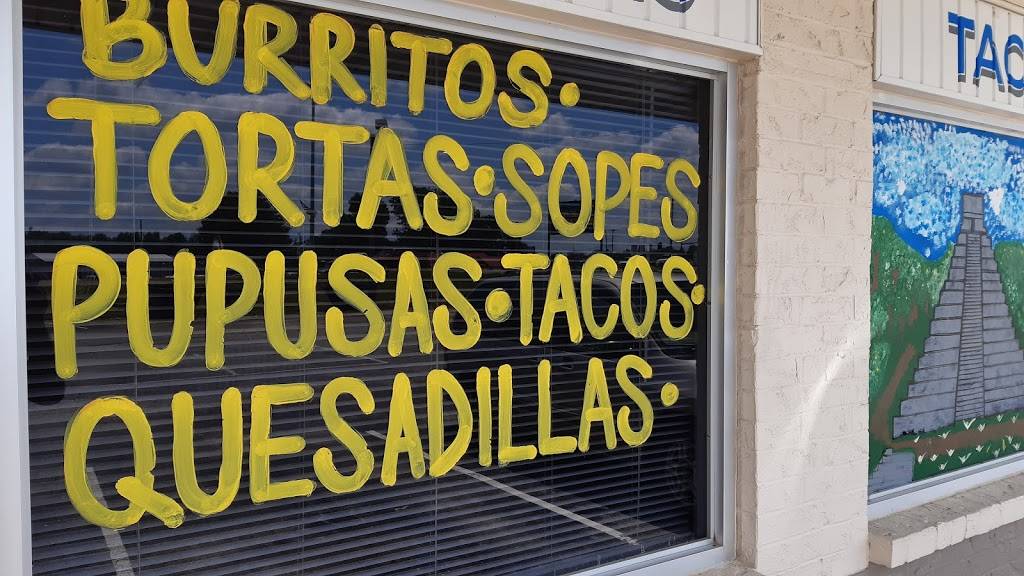 BURRITOS·
TORTAS·SOPES
PUPUSAS·TACOS·
QUESADILLAS·
TAC